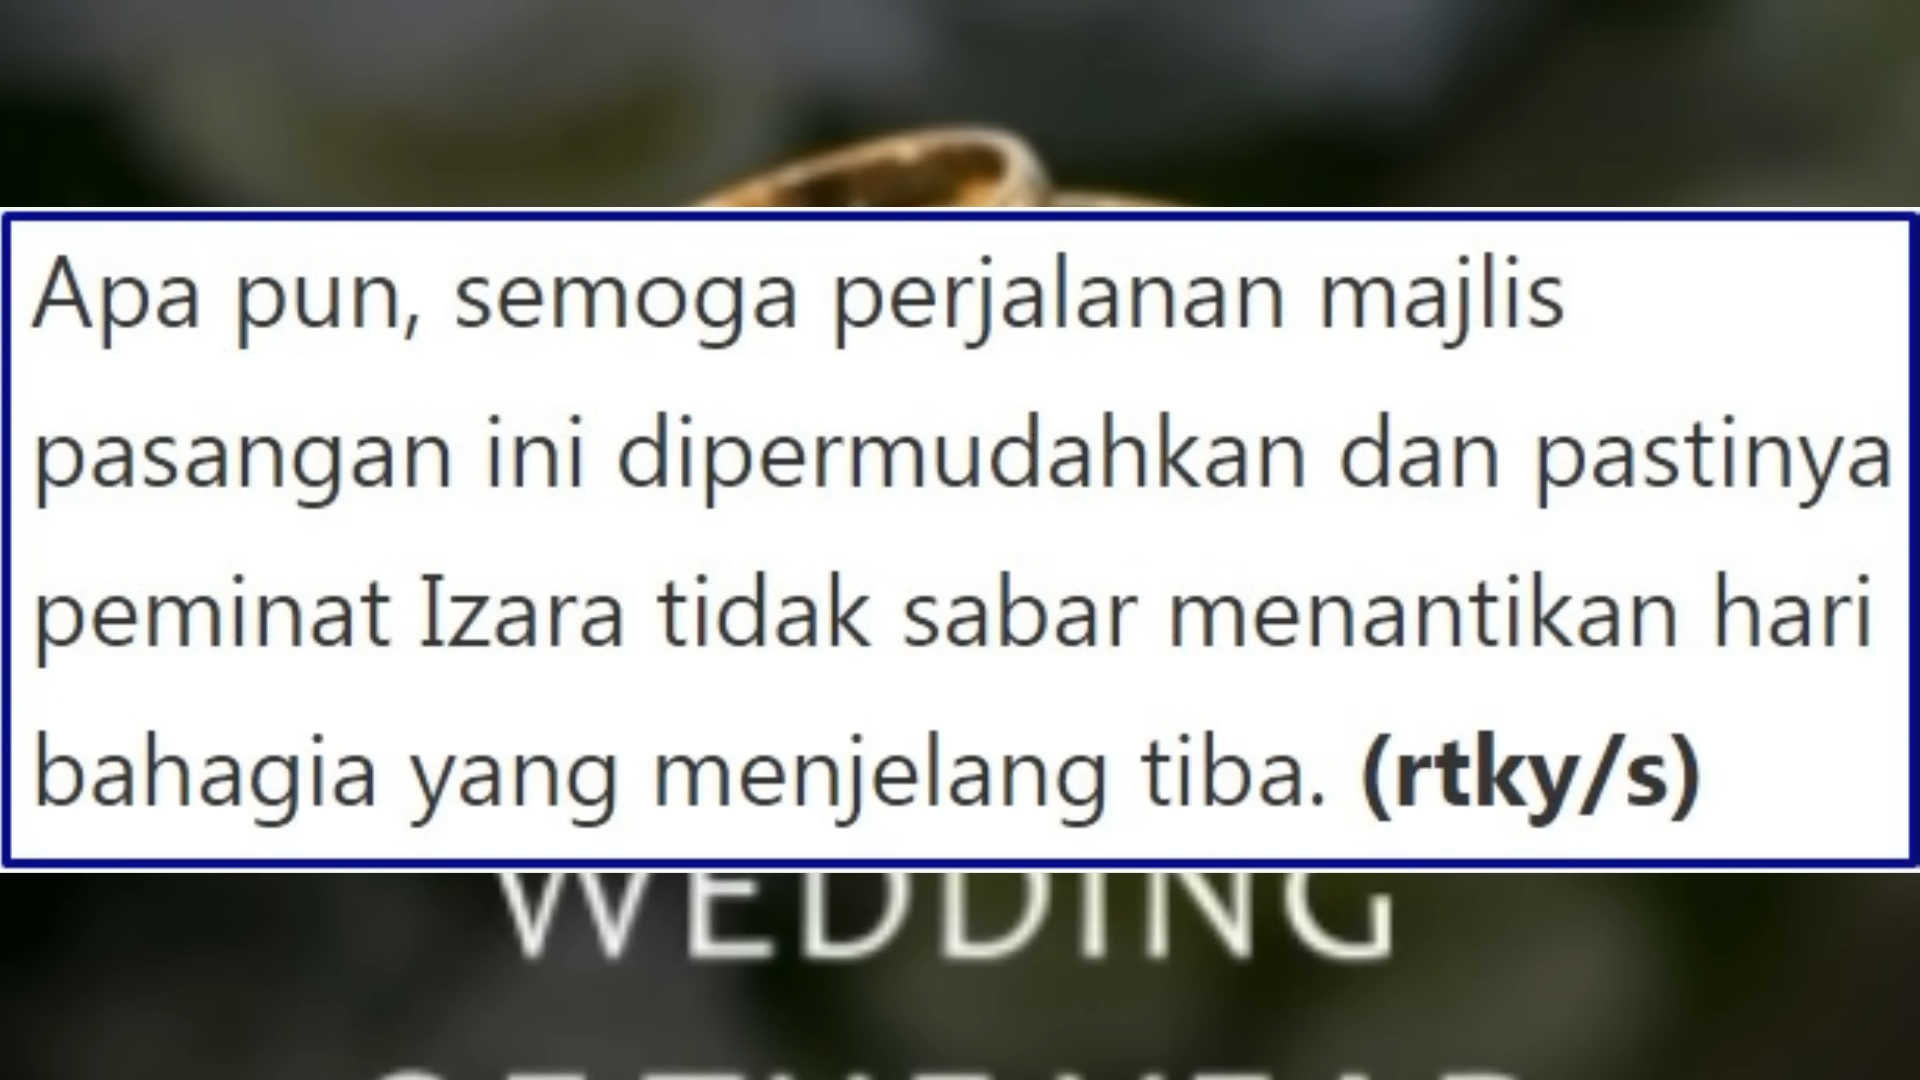 Apa pun, semoga perjalanan majlis
pasangan ini dipermudahkan dan pastinya
peminat Izara tidak sabar menantikan hari
bahagia yang menjelang tiba. (rtky/s)
WEDDING